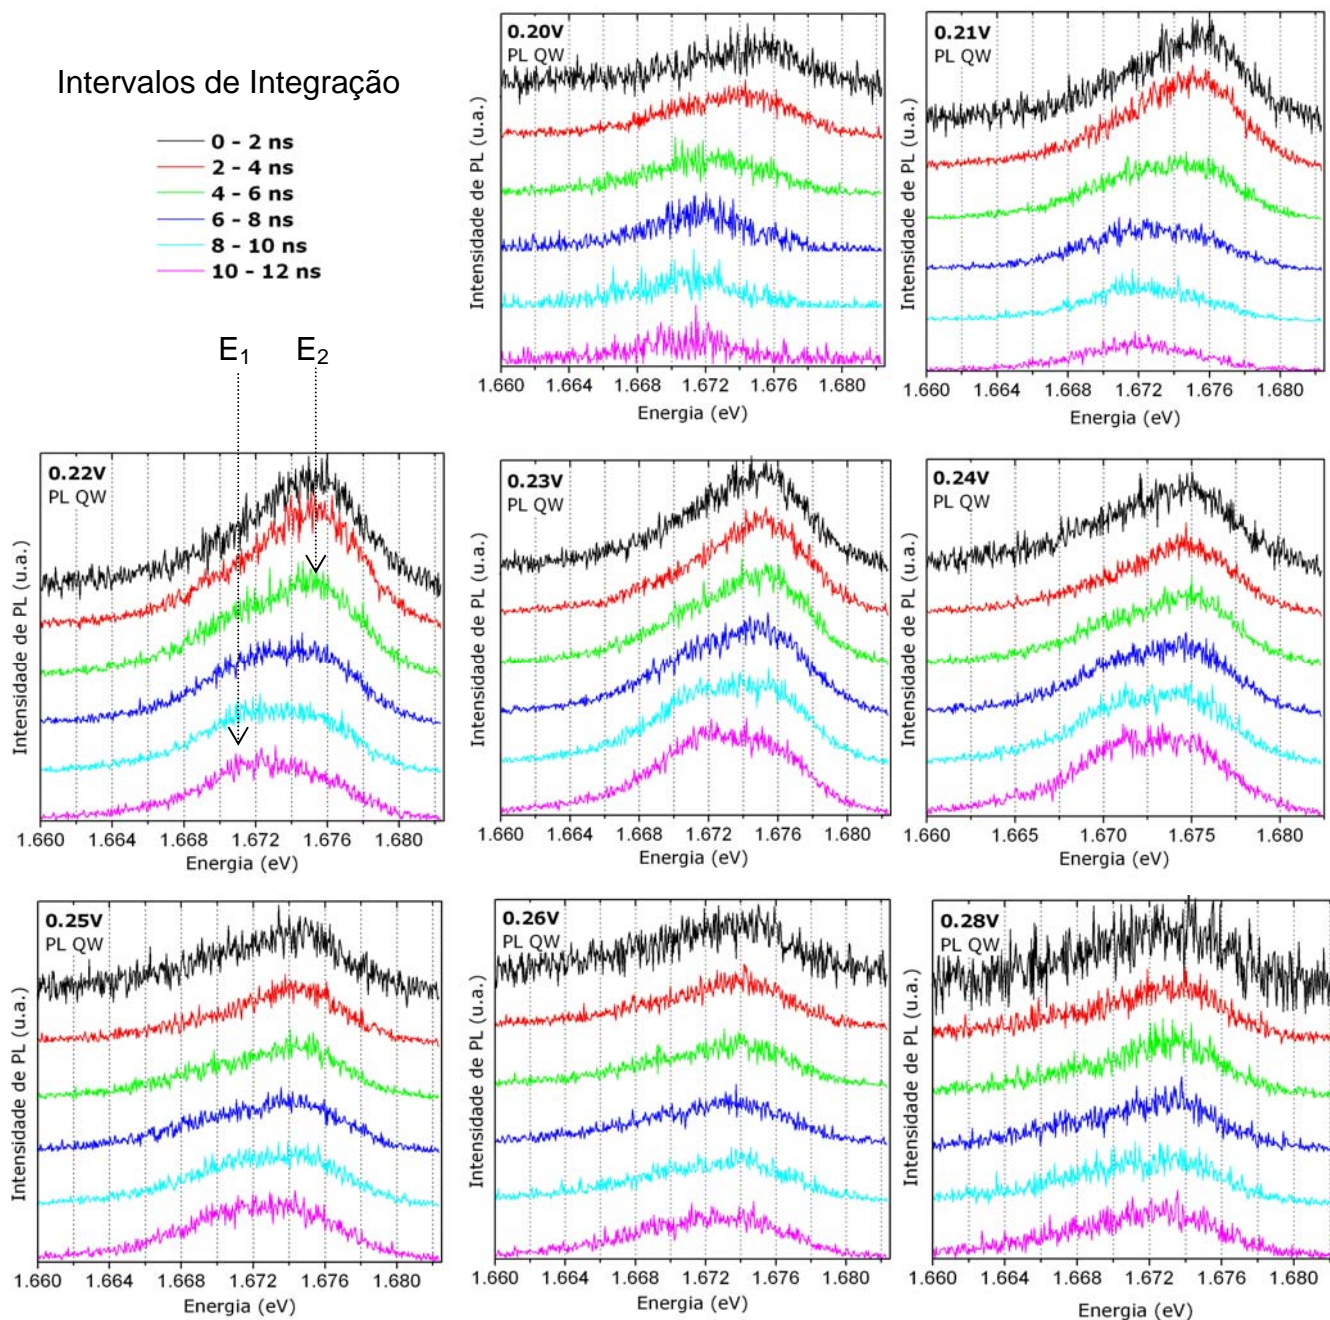 Intervalos de Integração
0 - 2 ns
2 - 4 ns
4 - 6 ns
6 - 8 ns
8 - 10 ns
10 - 12 ns
0.20V
PL QW
Intensidade de PL (u.a.)
1.660 1.664 1.668 1.672 1.676 1.680
Energia (eV)
0.21V
PL QW
Intensidade de PL (u.a.)
1.660 1.664 1.668 1.672 1.676 1.680
Energia (eV)
E₁ E₂
0.22V
PL QW
Intensidade de PL (u.a.)
1.660 1.664 1.668 1.672 1.676 1.680
Energia (eV)
0.23V
PL QW
Intensidade de PL (u.a.)
1.660 1.664 1.668 1.672 1.676 1.680
Energia (eV)
0.24V
PL QW
Intensidade de PL (u.a.)
1.660 1.665 1.670 1.675 1.680
Energia (eV)
0.25V
PL QW
Intensidade de PL (u.a.)
1.660 1.664 1.668 1.672 1.676 1.680
Energia (eV)
0.26V
PL QW
Intensidade de PL (u.a.)
1.660 1.664 1.668 1.672 1.676 1.680
Energia (eV)
0.28V
PL QW
Intensidade de PL (u.a.)
1.660 1.664 1.668 1.672 1.676 1.680
Energia (eV)